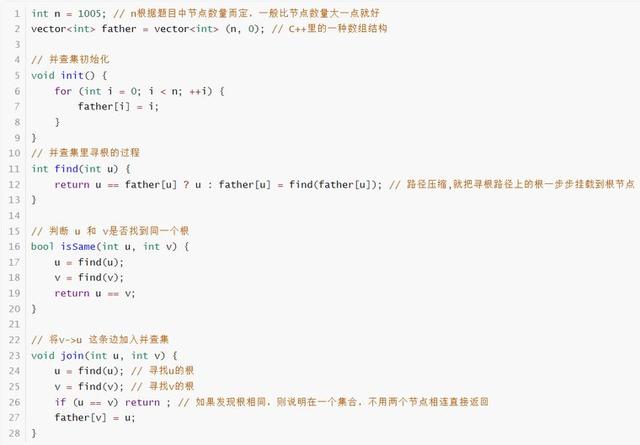 1 int n = 1005; // n根据题目中节点数量而定，一般比节点数量大一点就好
2 vector<int> father = vector<int> (n, 0); // C++里的一种数组结构
3
4 // 并查集初始化
5 void init() {
6     for (int i = 0; i < n; ++i) {
7         father[i] = i;
8     }
9 }
10 // 并查集里寻根的过程
11 int find(int u) {
12     return u == father[u] ? u : father[u] = find(father[u]); // 路径压缩,就把寻根路径上的根一步步挂载到根节点
13 }
14
15 // 判断 u 和 v是否找到同一个根
16 bool isSame(int u, int v) {
17     u = find(u);
18     v = find(v);
19     return u == v;
20 }
21
22 // 将v->u 这条边加入并查集
23 void join(int u, int v) {
24     u = find(u); // 寻找u的根
25     v = find(v); // 寻找v的根
26     if (u == v) return ; // 如果发现根相同，则说明在一个集合，不用两个节点相连直接返回
27     father[v] = u;
28 }